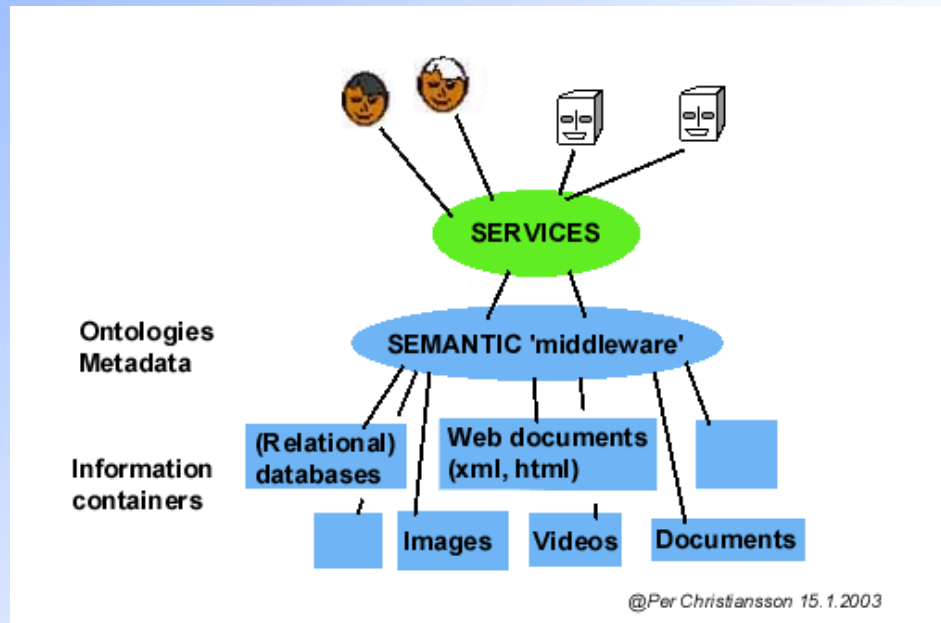 SERVICES
Ontologies
Metadata
SEMANTIC 'middleware'
Information
containers
(Relational)
databases
Web documents
(xml, html)
Images
Videos
Documents
@Per Christiansson 15.1.2003